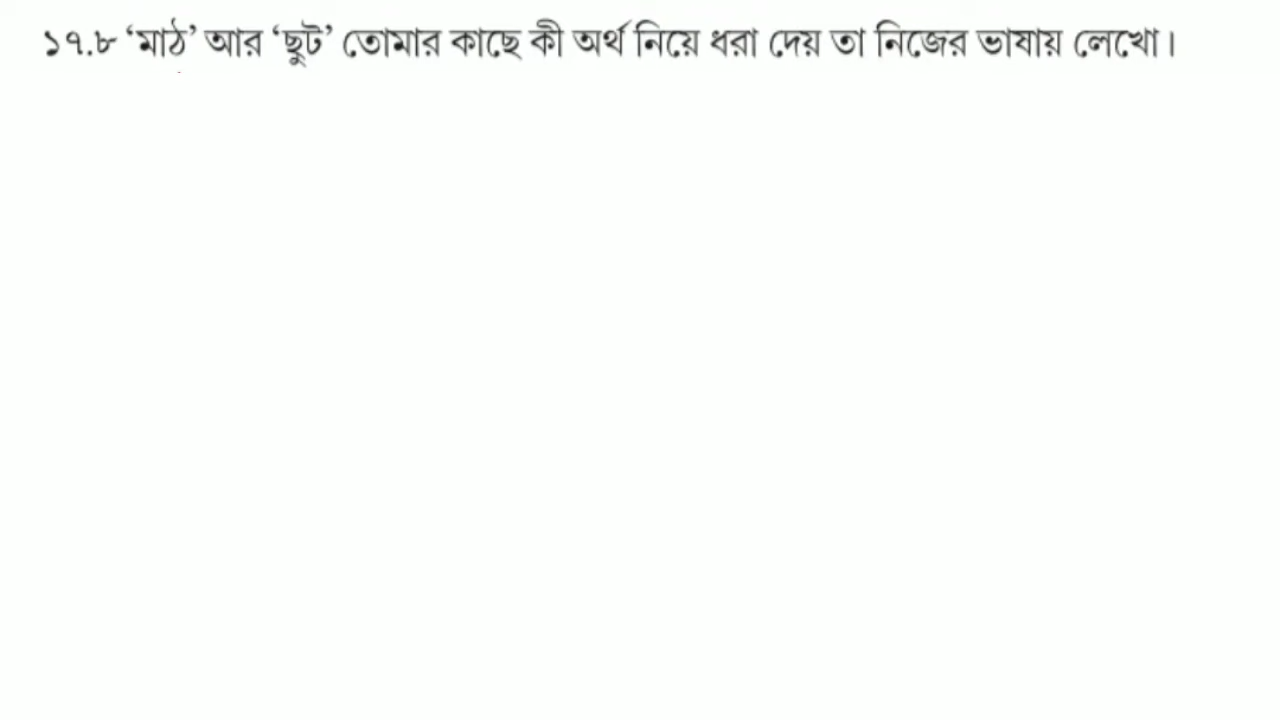 ১৭.৮ ‘মাঠ’ আর ‘ছুট’ তোমার কাছে কী অর্থ নিয়ে ধরা দেয় তা নিজের ভাষায় লেখো।